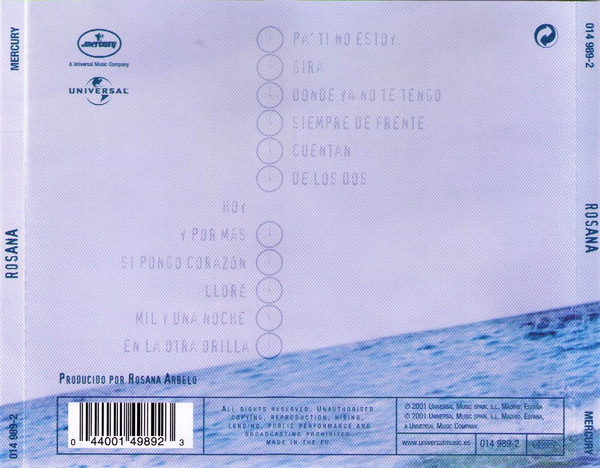 MERCURY
ROSANA
014 989-2
mercury
A Universal Music Company
UNIVERSAL
PA' TI NO ESTOY
GIRA
DONDE YA NO TE TENGO
SIEMPRE DE FRENTE
CUENTAN
DE LOS DOS
HOY
Y POR MAS
SI PONGO CORAZÓN
LLORÉ
MIL Y UNA NOCHE
EN LA OTRA ORILLA
PRODUCIDO POR ROSANA ARBELO
0 44001 49892 3
ALL RIGHTS RESERVED. UNAUTHORISED
COPYING, REPRODUCTION, HIRING,
LENDING, PUBLIC PERFORMANCE AND
BROADCASTING PROHIBITED
MADE IN THE EU
℗ 2001 UNIVERSAL MUSIC SPAIN, S.L. MADRID, ESPAÑA
© 2001 UNIVERSAL MUSIC SPAIN, S.L. MADRID, ESPAÑA
A UNIVERSAL MUSIC COMPANY
www.universalmusic.es
014 989-2
014 989-2
ROSANA
MERCURY